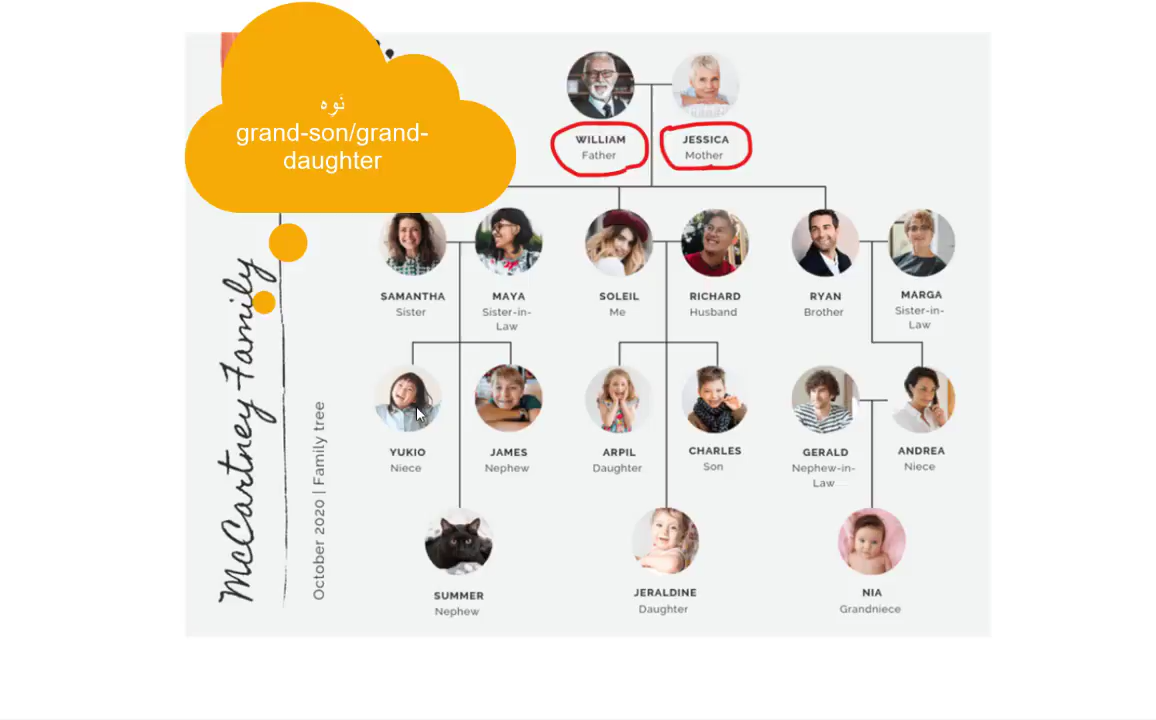 نَوه
grand-son/grand-
daughter
WILLIAM
Father
JESSICA
Mother
SAMANTHA
Sister
MAYA
Sister-in-
Law
SOLEIL
Me
RICHARD
Husband
RYAN
Brother
MARGA
Sister-in-
Law
YUKIO
Niece
JAMES
Nephew
ARPIL
Daughter
CHARLES
Son
GERALD
Nephew-in-
Law
ANDREA
Niece
SUMMER
Nephew
JERALDINE
Daughter
NIA
Grandniece
McCartney Family
October 2020 | Family tree